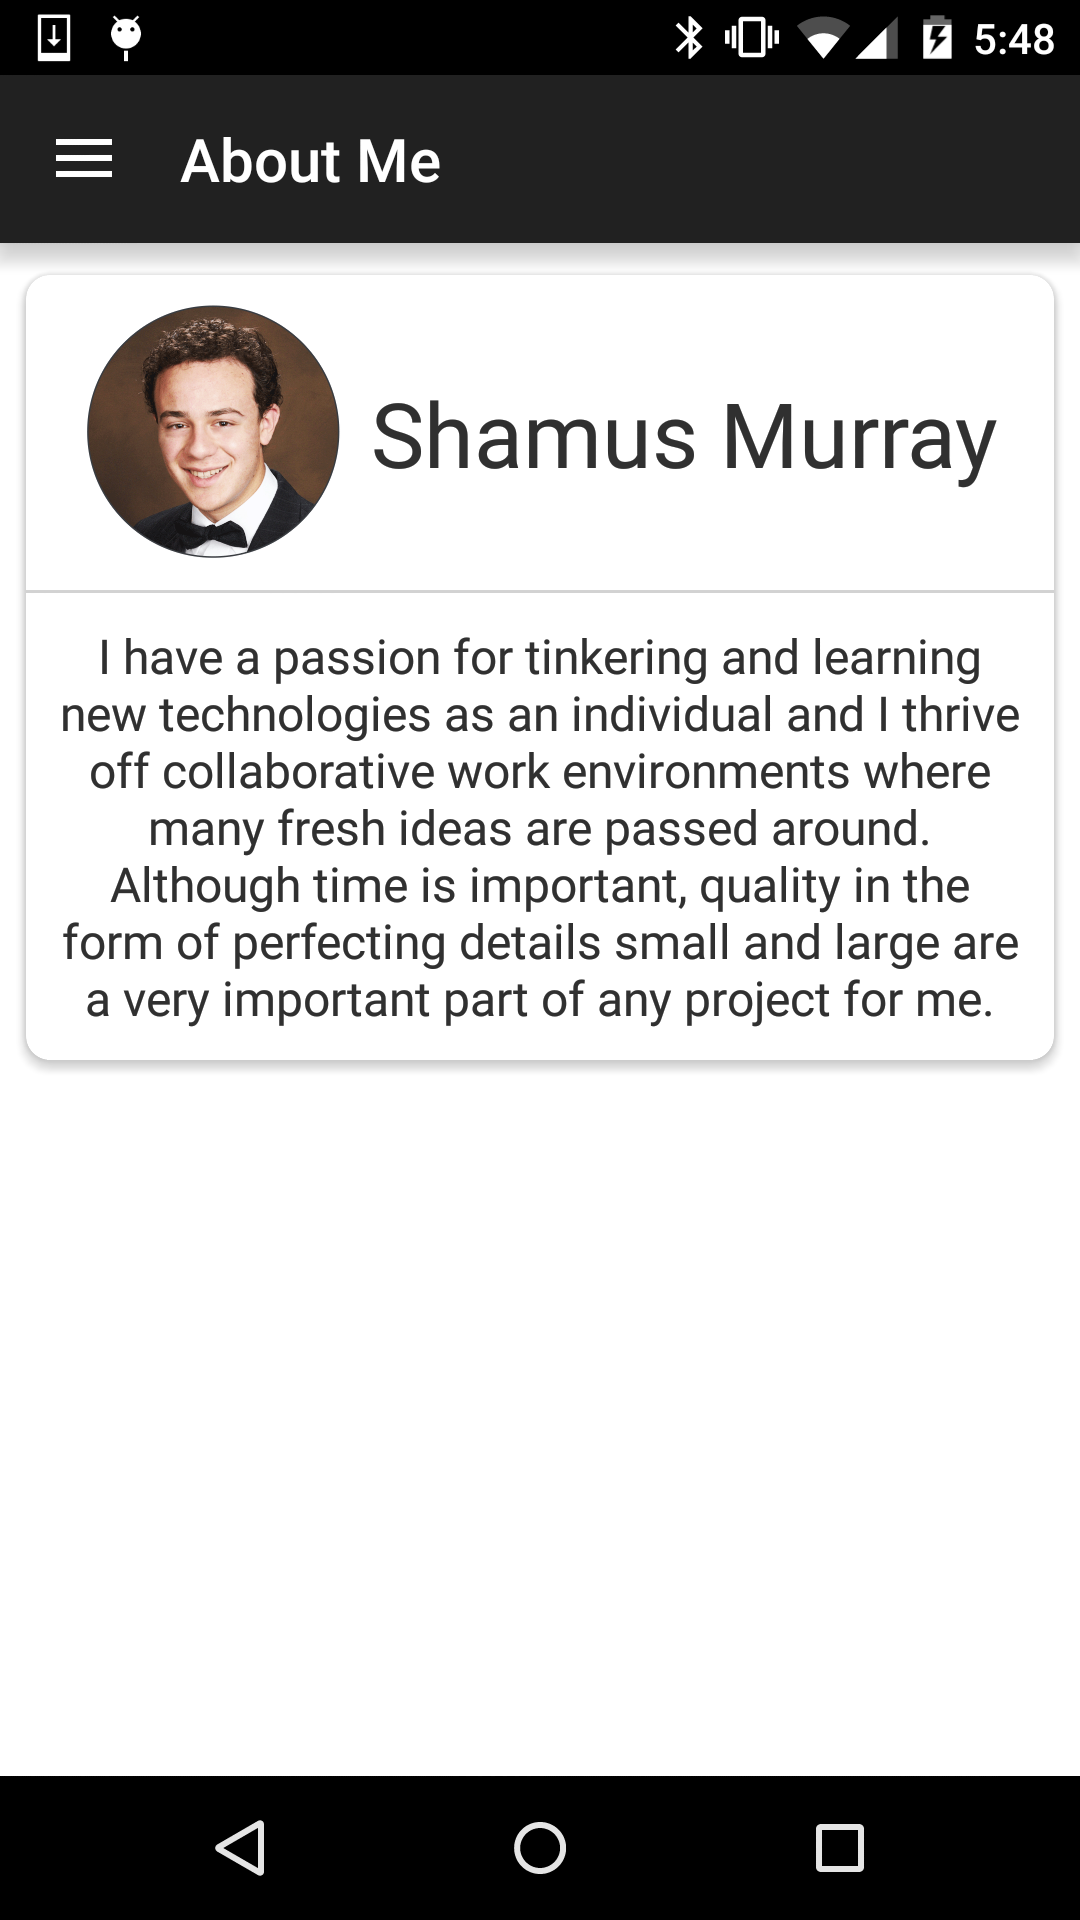 5:48
About Me
Shamus Murray
I have a passion for tinkering and learning
new technologies as an individual and I thrive
off collaborative work environments where
many fresh ideas are passed around.
Although time is important, quality in the
form of perfecting details small and large are
a very important part of any project for me.